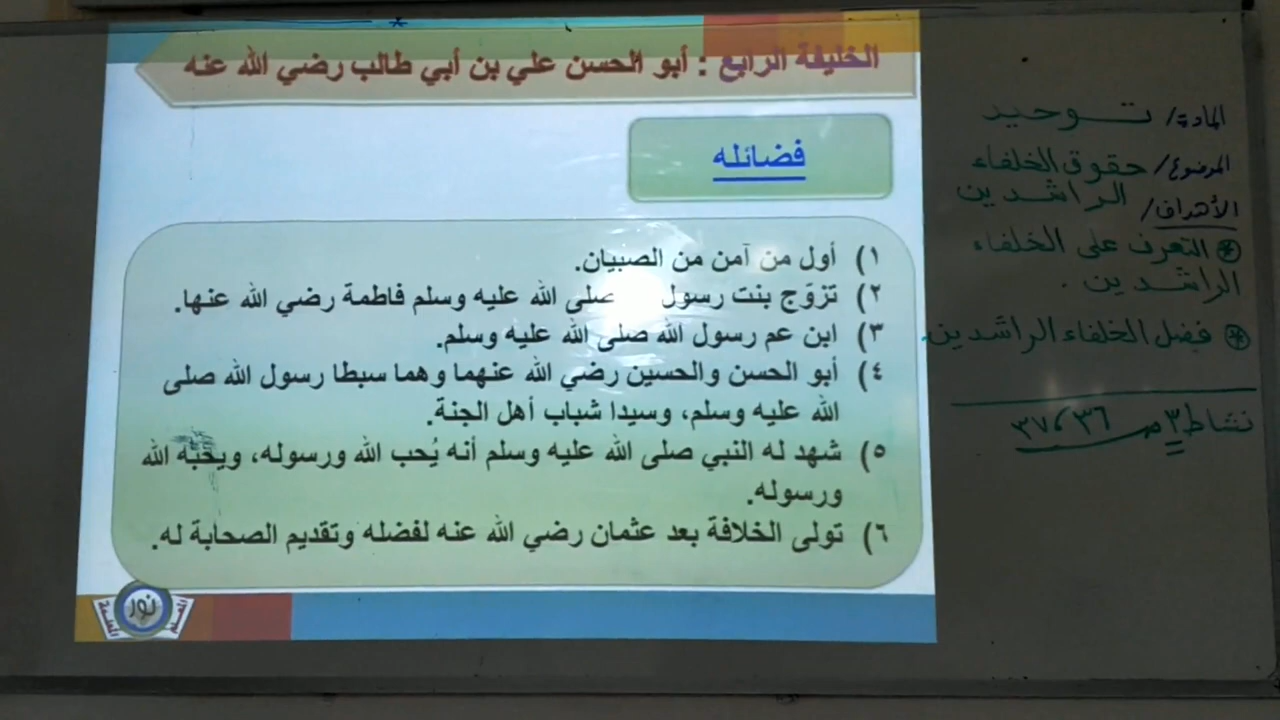 الخليفة الرابع : أبو الحسن علي بن أبي طالب رضي الله عنه
فضائله
١) أول من آمن من الصبيان.
٢) تزوّج بنت رسول صلى الله عليه وسلم فاطمة رضي الله عنها.
٣) ابن عم رسول الله صلى الله عليه وسلم.
٤) أبو الحسن والحسين رضي الله عنهما وهما سبطا رسول الله صلى
الله عليه وسلم، وسيدا شباب أهل الجنة.
٥) شهد له النبي صلى الله عليه وسلم أنه يُحب الله ورسوله، ويحبه الله
ورسوله.
٦) تولى الخلافة بعد عثمان رضي الله عنه لفضله وتقديم الصحابة له.
نور
المادة/ توحيد
الموضوع/ حقوق الخلفاء
الراشدين
الأهداف/
* التعرف على الخلفاء
الراشدين .
* فضل الخلفاء الراشدين
نشاط ٣ ص ٣٦، ٣٧